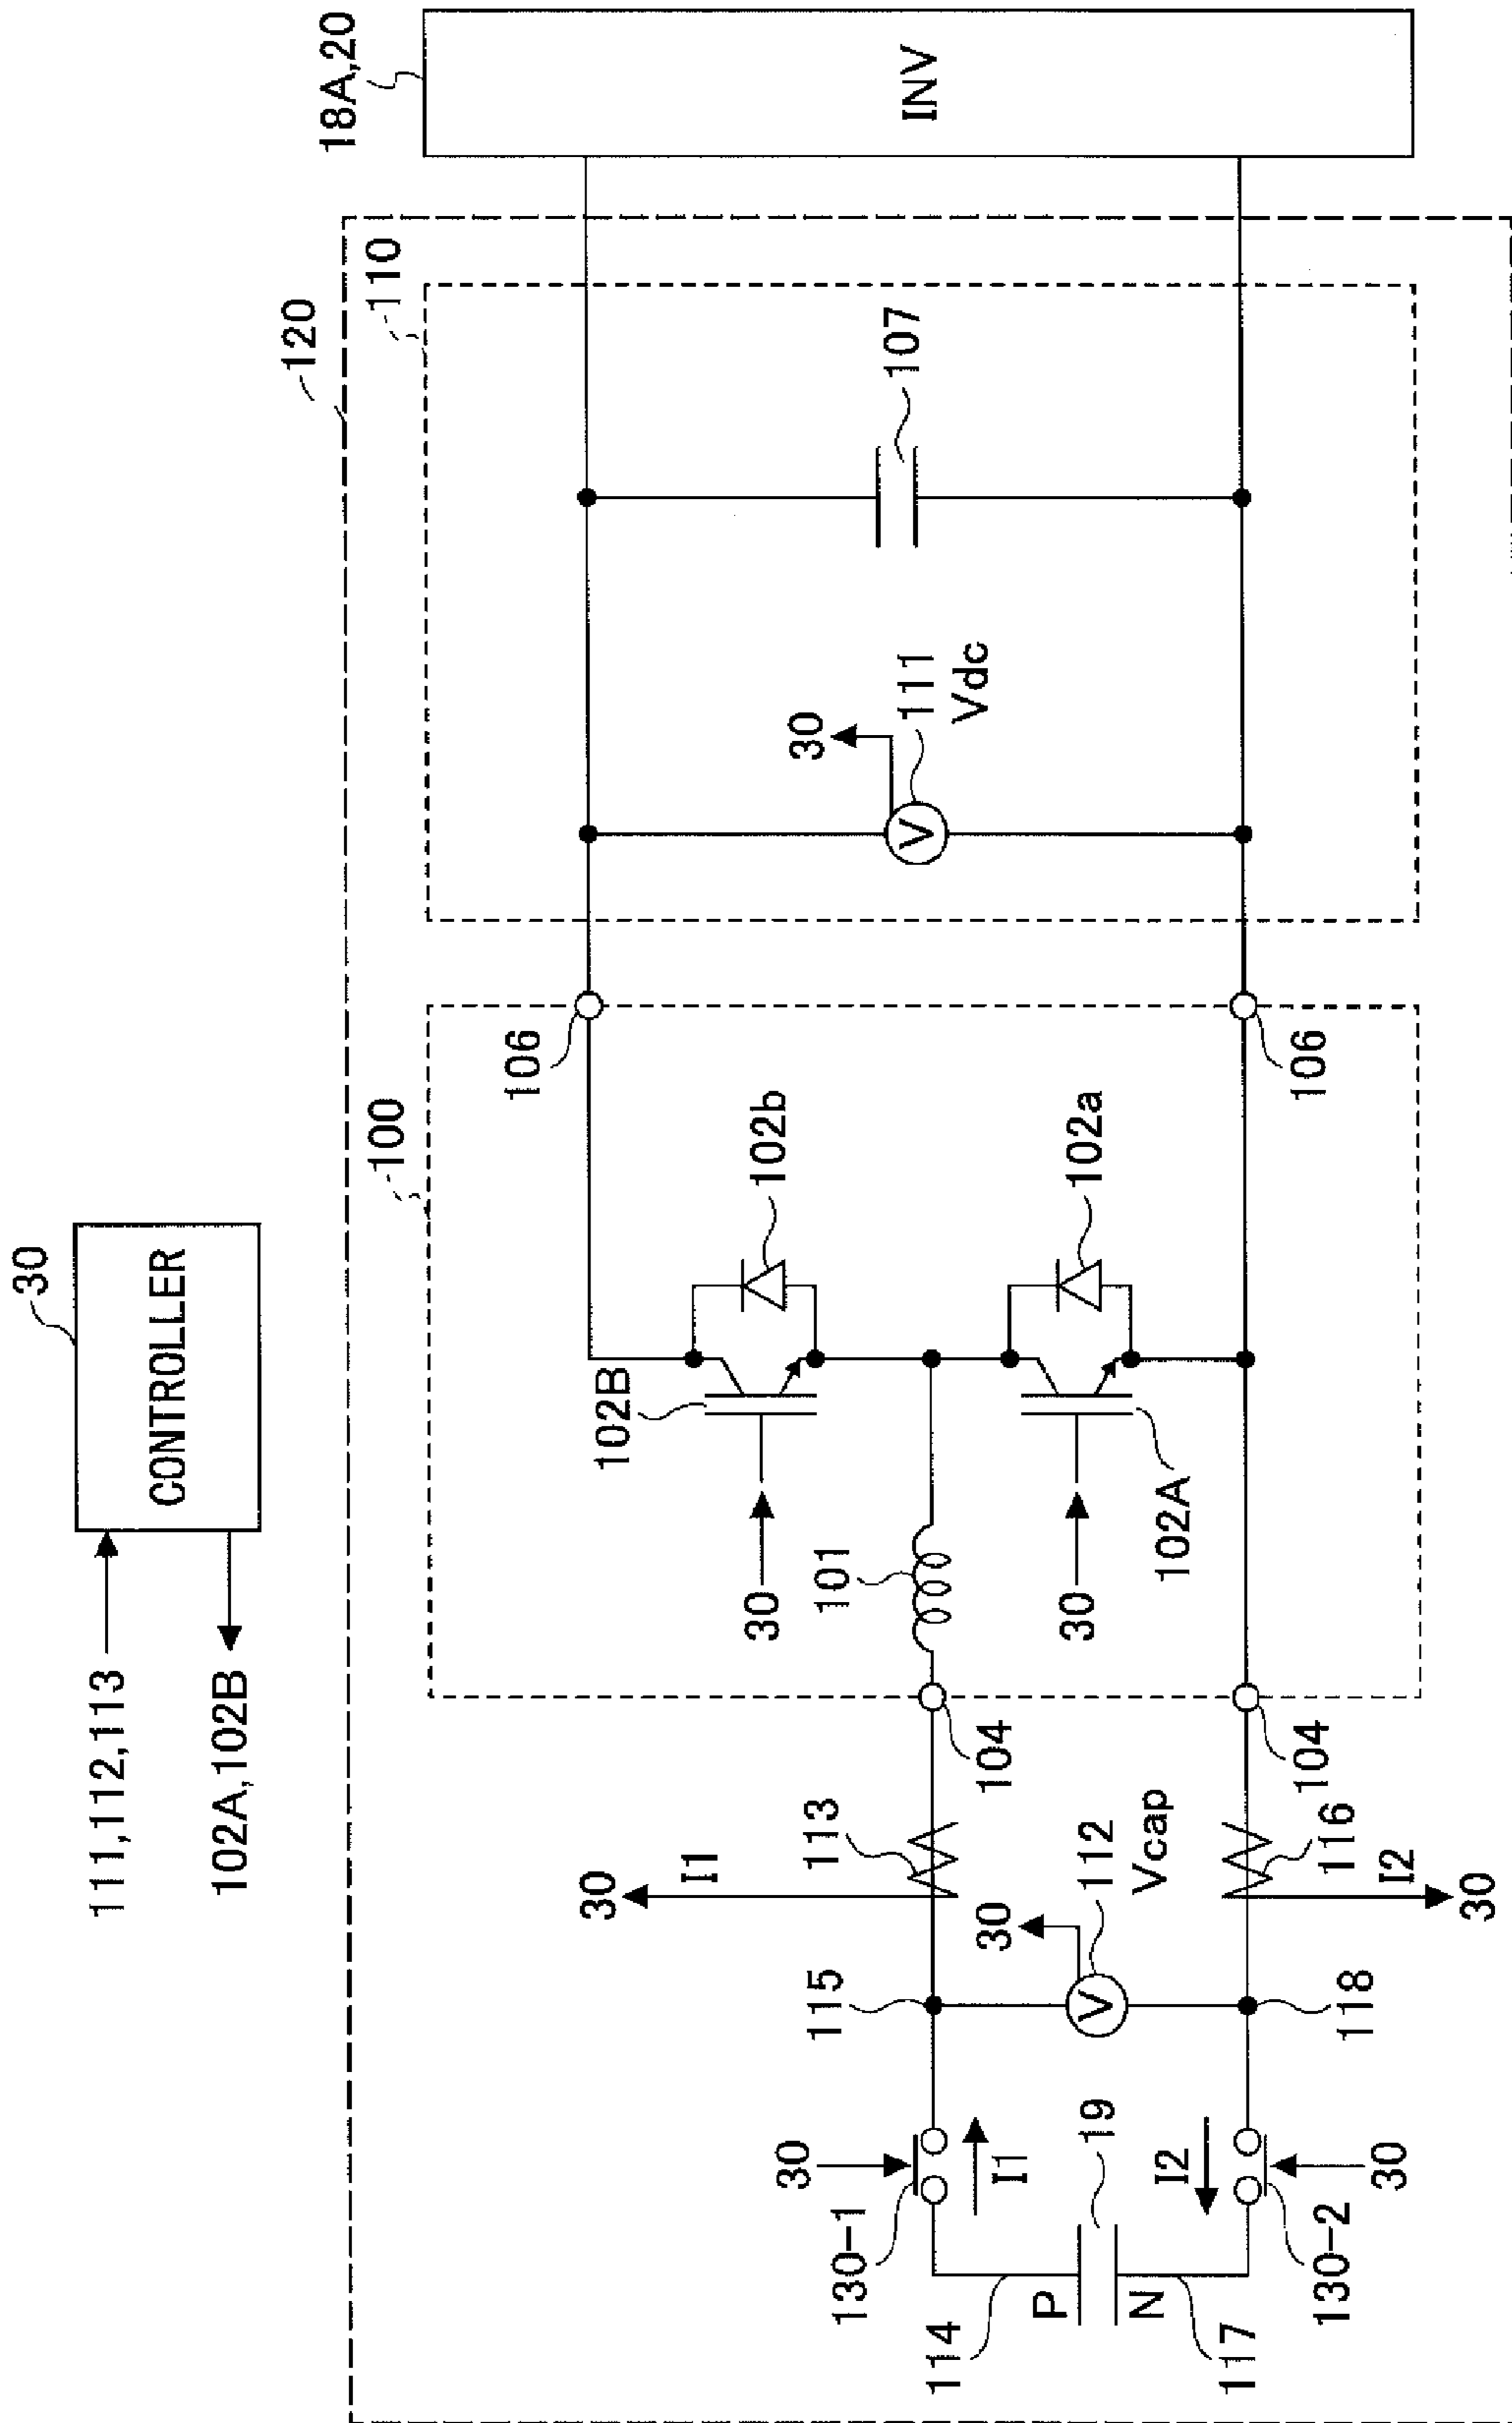 30
CONTROLLER
111,112,113
102A,102B
120
18A,20
INV
100
110
106
102B
102b
30
101
30
102A
102a
106
104
104
30
111
Vdc
107
30
I1
113
115
30
112
Vcap
116
I2
30
118
30
130-1
I1
19
I2
30
130-2
114
P
N
117